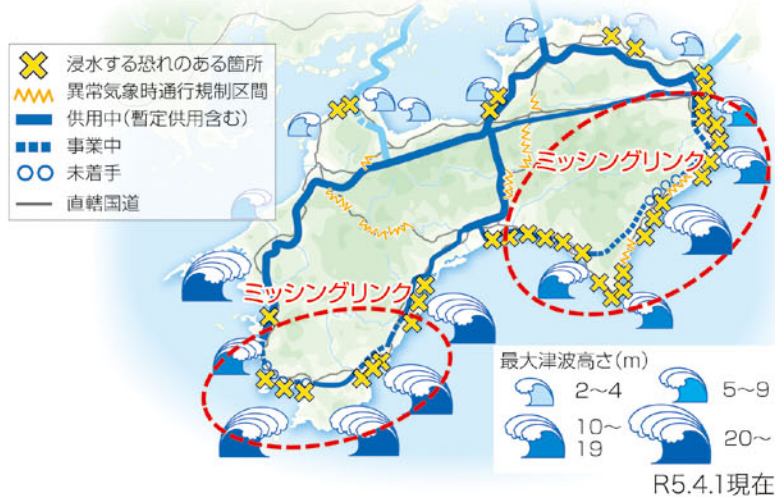 浸水する恐れのある箇所
異常気象時通行規制区間
供用中(暫定供用含む)
事業中
未着手
直轄国道
ミッシングリンク
ミッシングリンク
最大津波高さ(m)
2～4
5～9
10～
19
20～
R5.4.1現在